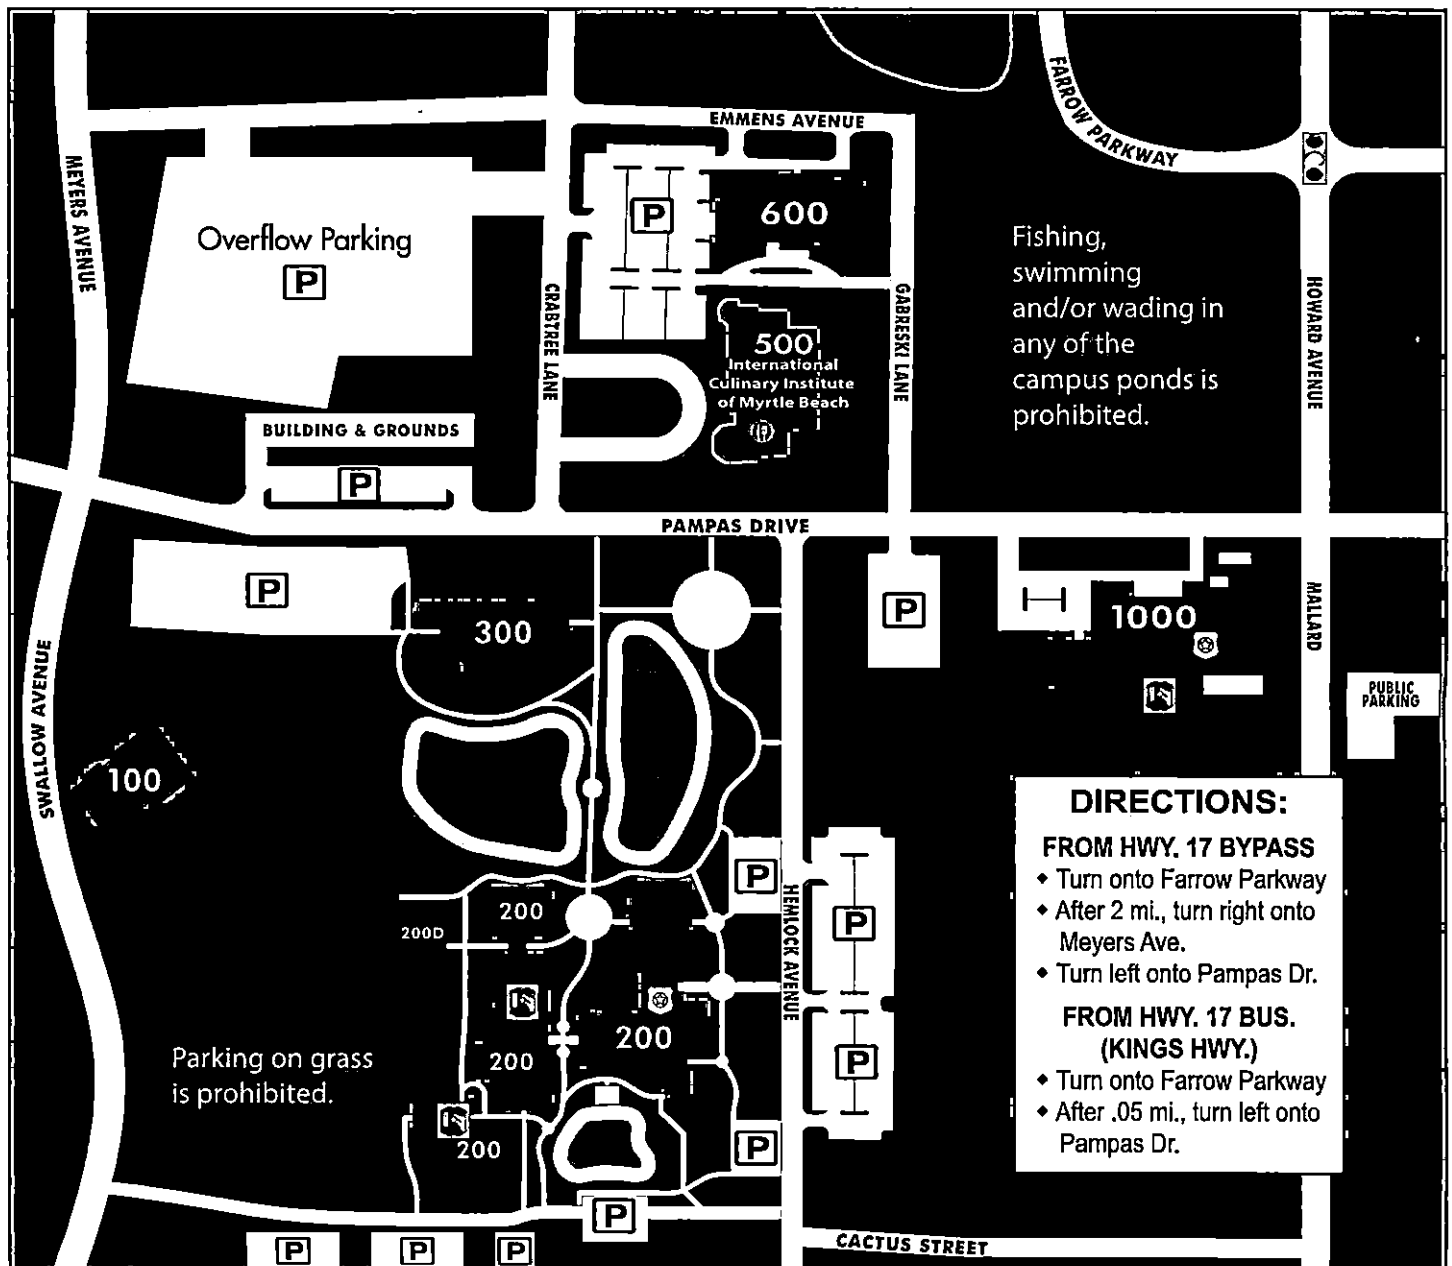 EMMENS AVENUE
FARROW PARKWAY
MEYERS AVENUE
P
600
Overflow Parking
P
Fishing,
swimming
and/or wading in
any of the
campus ponds is
prohibited.
CRABTREE LANE
GABRESKI LANE
HOWARD AVENUE
500
International
Culinary Institute
of Myrtle Beach
BUILDING & GROUNDS
P
PAMPAS DRIVE
P
300
P
1000
MALLARD
SWALLOW AVENUE
PUBLIC
PARKING
100
DIRECTIONS:
FROM HWY. 17 BYPASS
• Turn onto Farrow Parkway
• After 2 mi., turn right onto
Meyers Ave.
• Turn left onto Pampas Dr.
FROM HWY. 17 BUS.
(KINGS HWY.)
• Turn onto Farrow Parkway
• After .05 mi., turn left onto
Pampas Dr.
P
HEMLOCK AVENUE
P
200
200D
200
200
P
Parking on grass
is prohibited.
200
P
P
P
P
P
CACTUS STREET